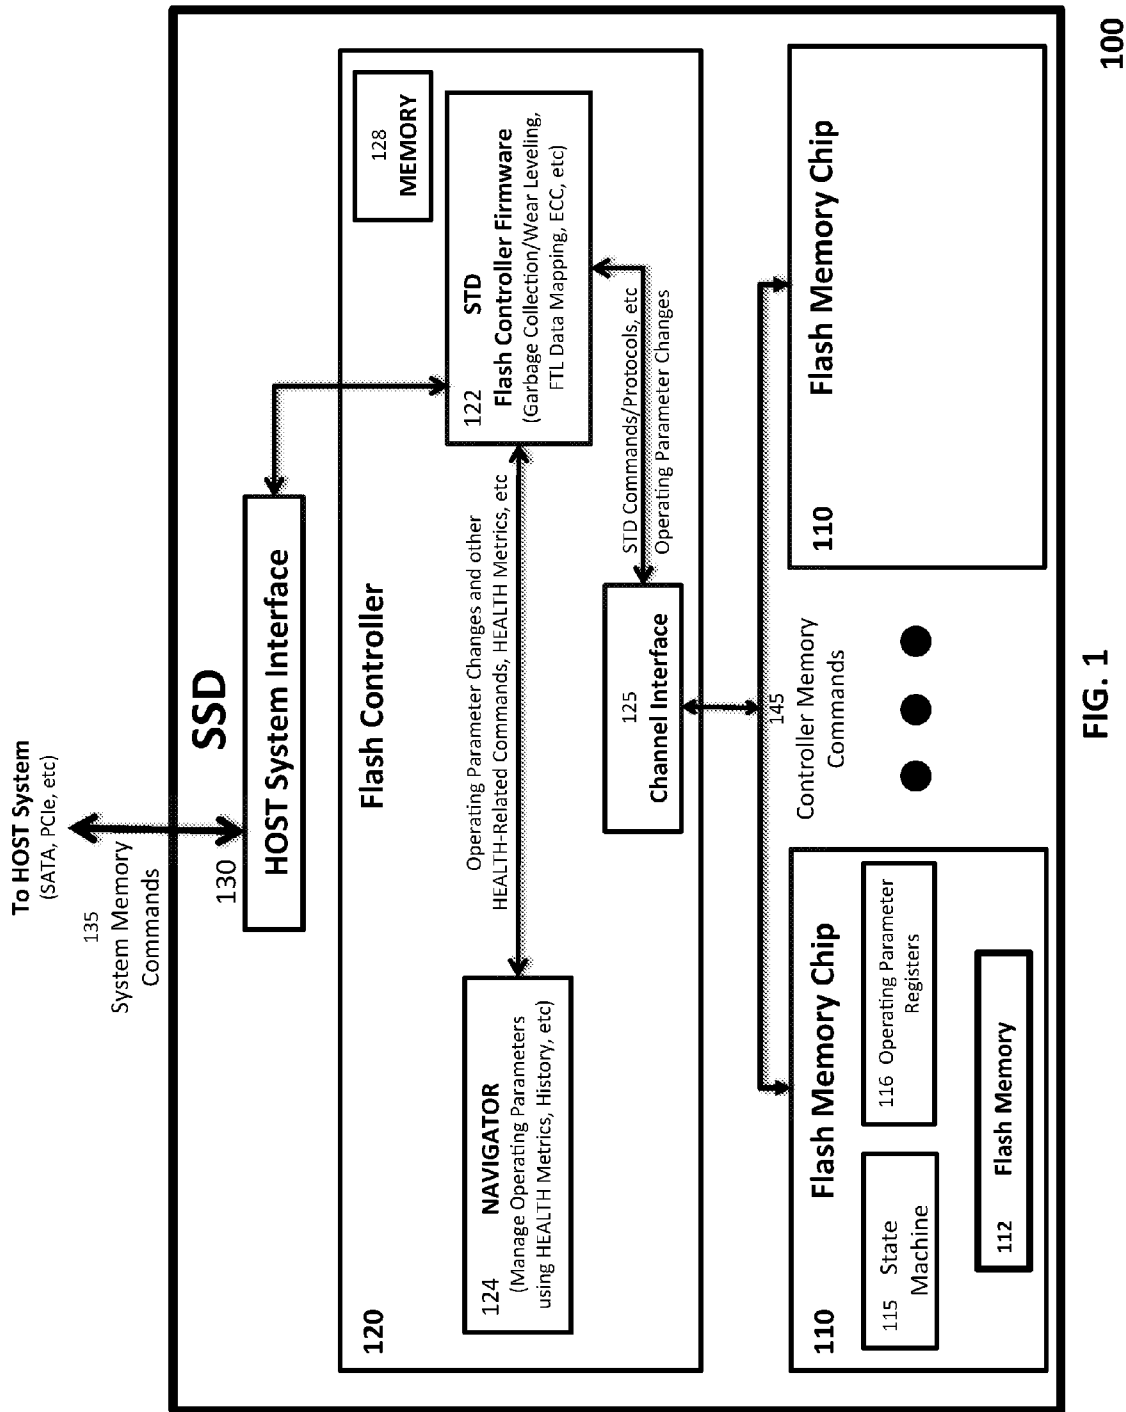 To HOST System
(SATA, PCIe, etc)
135
System Memory
Commands
SSD
130
HOST System Interface
Flash Controller
120
128
MEMORY
124
NAVIGATOR
(Manage Operating Parameters
using HEALTH Metrics, History, etc)
Operating Parameter Changes and other
HEALTH-Related Commands, HEALTH Metrics, etc
122
STD
Flash Controller Firmware
(Garbage Collection/Wear Leveling,
FTL Data Mapping, ECC, etc)
STD Commands/Protocols, etc
Operating Parameter Changes
125
Channel Interface
145
Controller Memory
Commands
110
Flash Memory Chip
115 State
Machine
116 Operating Parameter
Registers
112 Flash Memory
110
Flash Memory Chip
FIG. 1
100